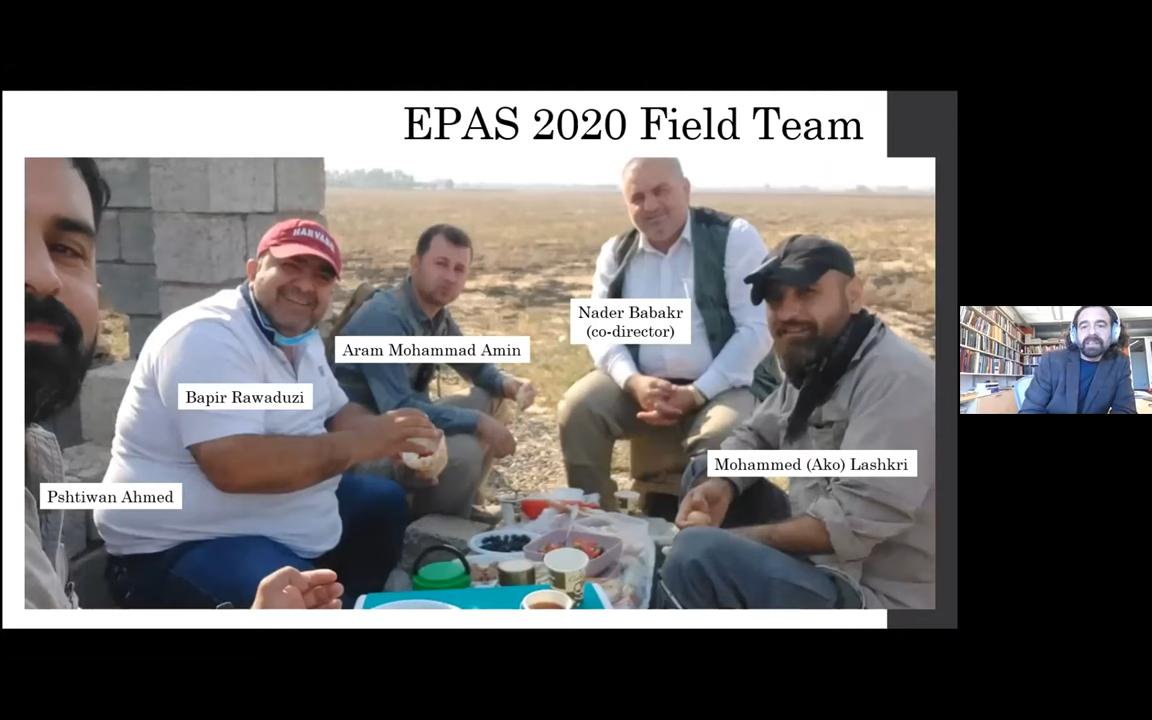 EPAS 2020 Field Team
HARVARD
Nader Babakr
(co-director)
Aram Mohammad Amin
Bapir Rawaduzi
Mohammed (Ako) Lashkri
Pshtiwan Ahmed